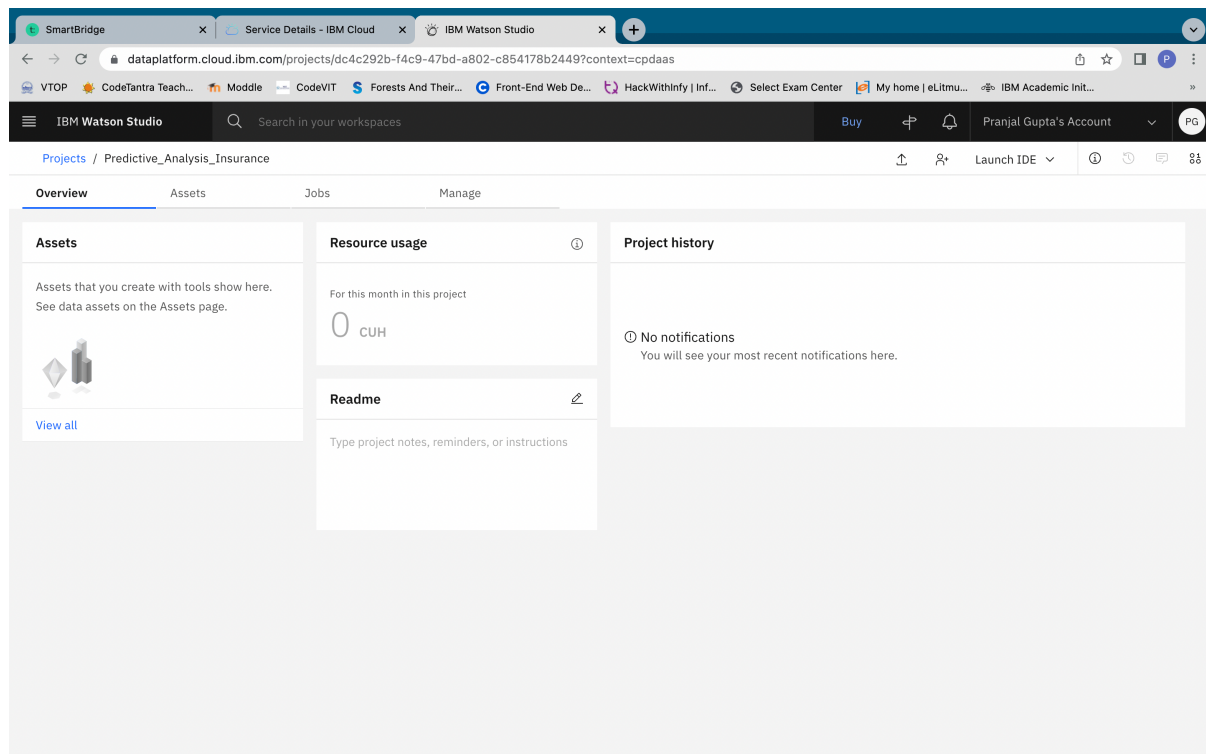 SmartBridge
Service Details - IBM Cloud
IBM Watson Studio
dataplatform.cloud.ibm.com/projects/dc4c292b-f4c9-47bd-a802-c854178b2449?context=cpdaas
P
VTOP CodeTantra Teach... Moddle CodeVIT Forests And Their... Front-End Web De... HackWithInfy | Inf... Select Exam Center My home | eLitmu... IBM Academic Init... »
IBM Watson Studio Search in your workspaces Buy Pranjal Gupta's Account PG
Projects / Predictive_Analysis_Insurance Launch IDE
Overview Assets Jobs Manage
Assets
Assets that you create with tools show here.
See data assets on the Assets page.
View all
Resource usage
For this month in this project
0 CUH
Readme
Type project notes, reminders, or instructions
Project history
No notifications
You will see your most recent notifications here.